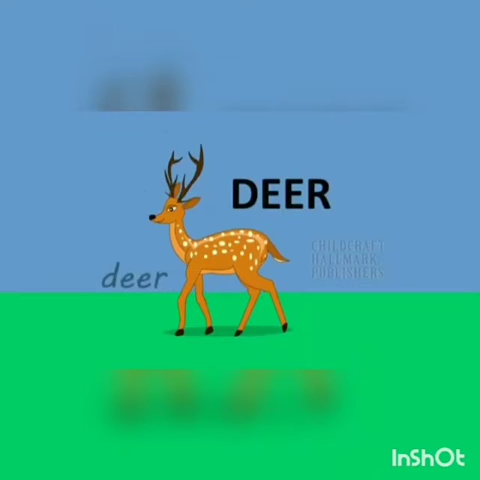 DEER
CHILDCRAFT
HALLMARK
PUBLISHERS
deer
InShOt